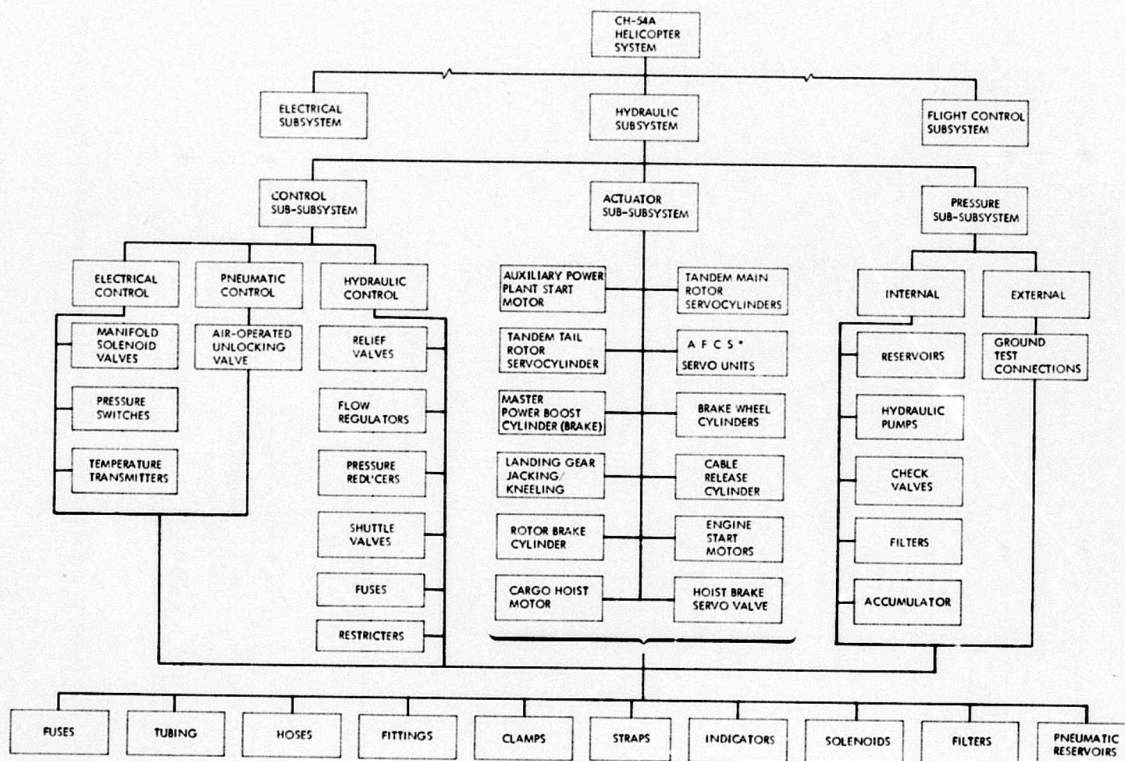 CH-54A
HELICOPTER
SYSTEM
ELECTRICAL
SUBSYSTEM
HYDRAULIC
SUBSYSTEM
FLIGHT CONTROL
SUBSYSTEM
CONTROL
SUB-SUBSYSTEM
ACTUATOR
SUB-SUBSYSTEM
PRESSURE
SUB-SUBSYSTEM
ELECTRICAL
CONTROL
PNEUMATIC
CONTROL
HYDRAULIC
CONTROL
MANIFOLD
SOLENOID
VALVES
AIR-OPERATED
UNLOCKING
VALVE
PRESSURE
SWITCHES
TEMPERATURE
TRANSMITTERS
RELIEF
VALVES
FLOW
REGULATORS
PRESSURE
REDL'CERS
SHUTTLE
VALVES
FUSES
RESTRICTERS
AUXILIARY POWER
PLANT START
MOTOR
TANDEM MAIN
ROTOR
SERVOCYLINDERS
TANDEM TAIL
ROTOR
SERVOCYLINDER
A F C S *
SERVO UNITS
MASTER
POWER BOOST
CYLINDER (BRAKE)
BRAKE WHEEL
CYLINDERS
LANDING GEAR
JACKING/
KNEELING
CABLE
RELEASE
CYLINDER
ROTOR BRAKE
CYLINDER
ENGINE
START
MOTORS
CARGO HOIST
MOTOR
HOIST BRAKE
SERVO VALVE
INTERNAL
EXTERNAL
RESERVOIRS
GROUND
TEST
CONNECTIONS
HYDRAULIC
PUMPS
CHECK
VALVES
FILTERS
ACCUMULATOR
FUSES
TUBING
HOSES
FITTINGS
CLAMPS
STRAPS
INDICATORS
SOLENOIDS
FILTERS
PNEUMATIC
RESERVOIRS